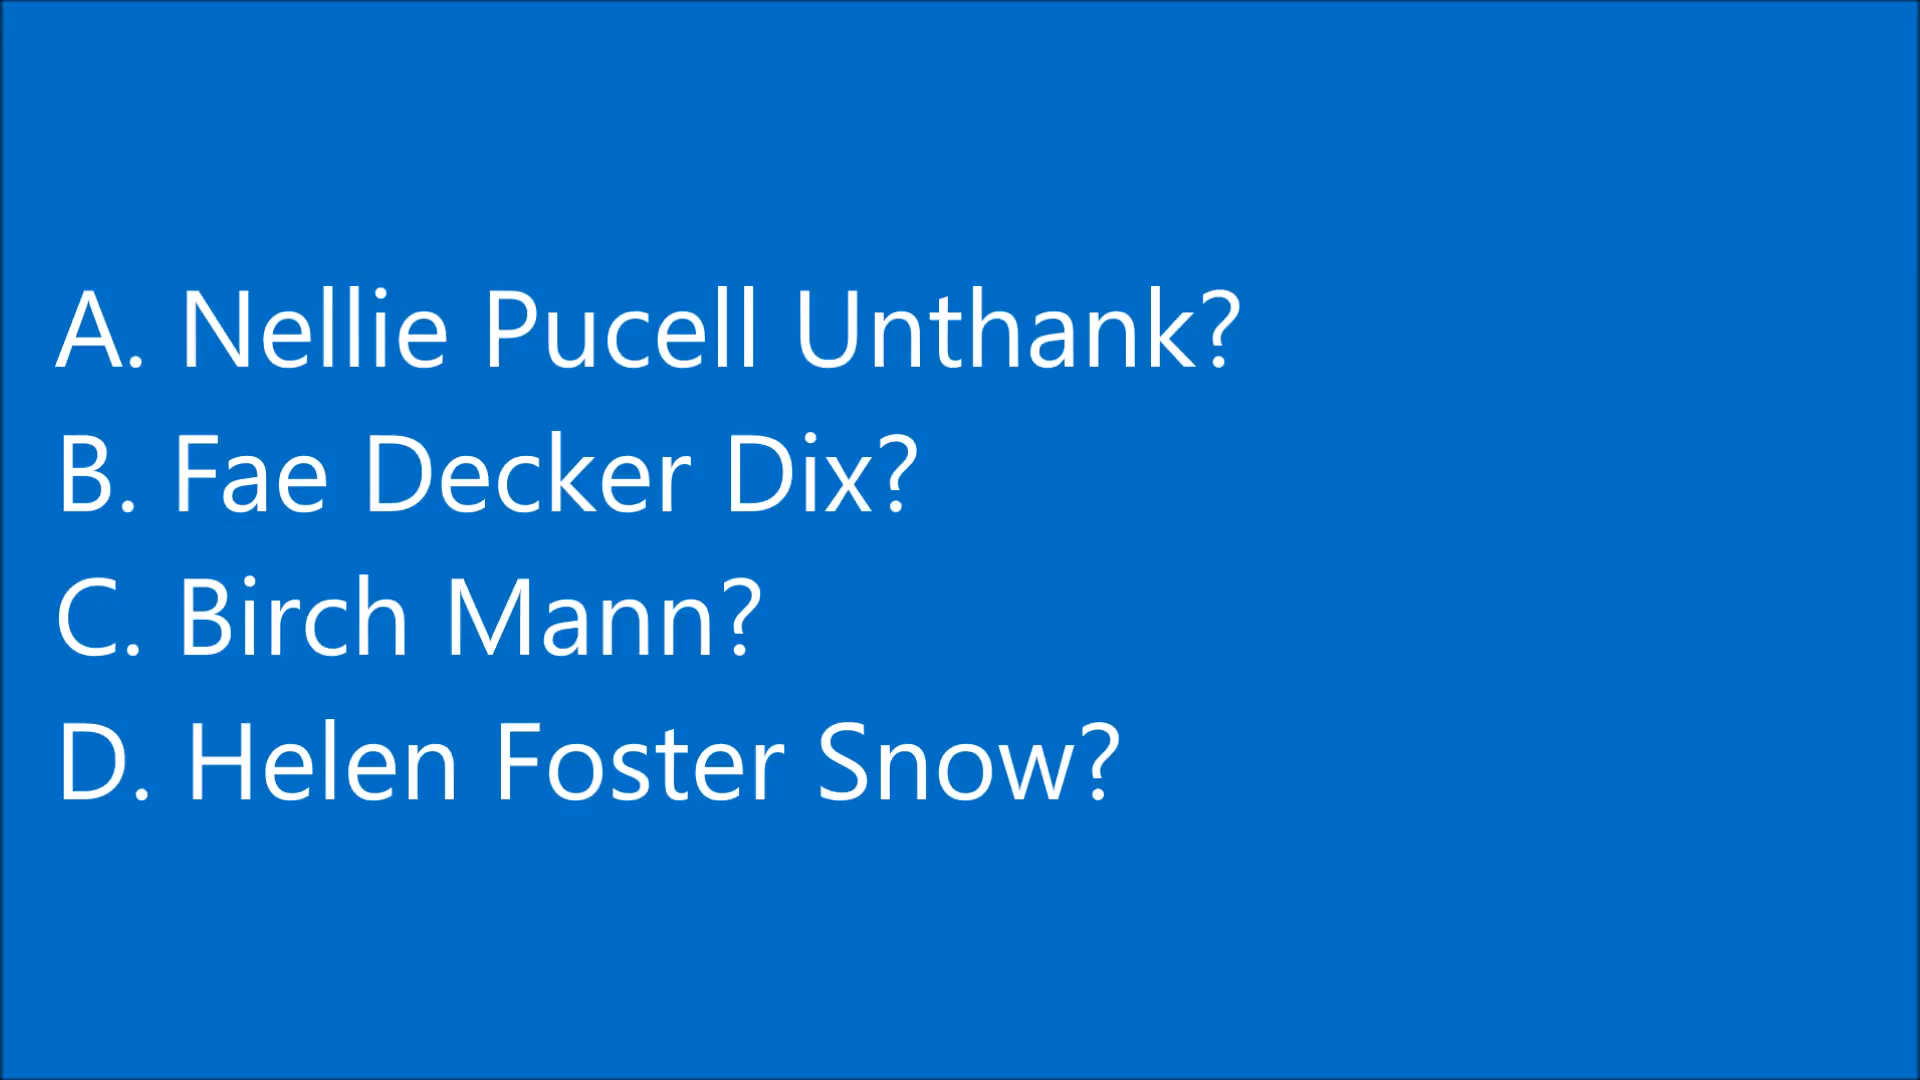 A. Nellie Pucell Unthank?
B. Fae Decker Dix?
C. Birch Mann?
D. Helen Foster Snow?